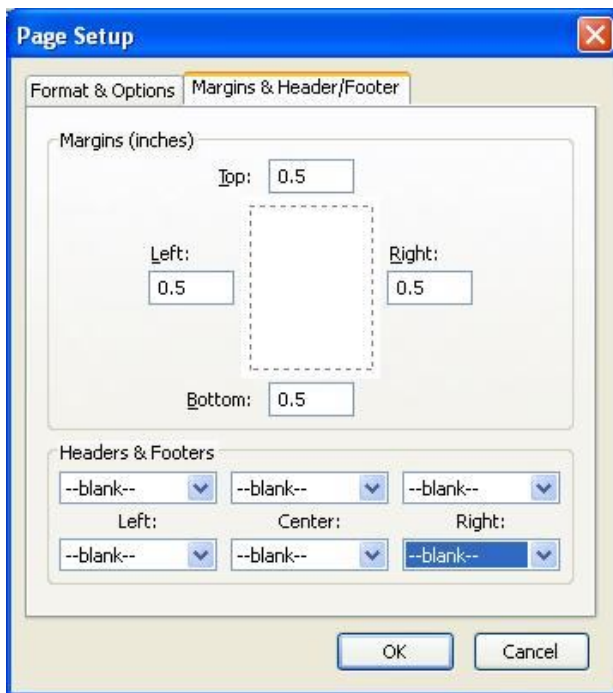 Page Setup
Format & Options
Margins & Header/Footer
Margins (inches)
Top: 0.5
Left:
Right:
0.5
0.5
Bottom: 0.5
Headers & Footers
--blank-- --blank-- --blank--
Left: Center: Right:
--blank-- --blank-- --blank--
OK Cancel